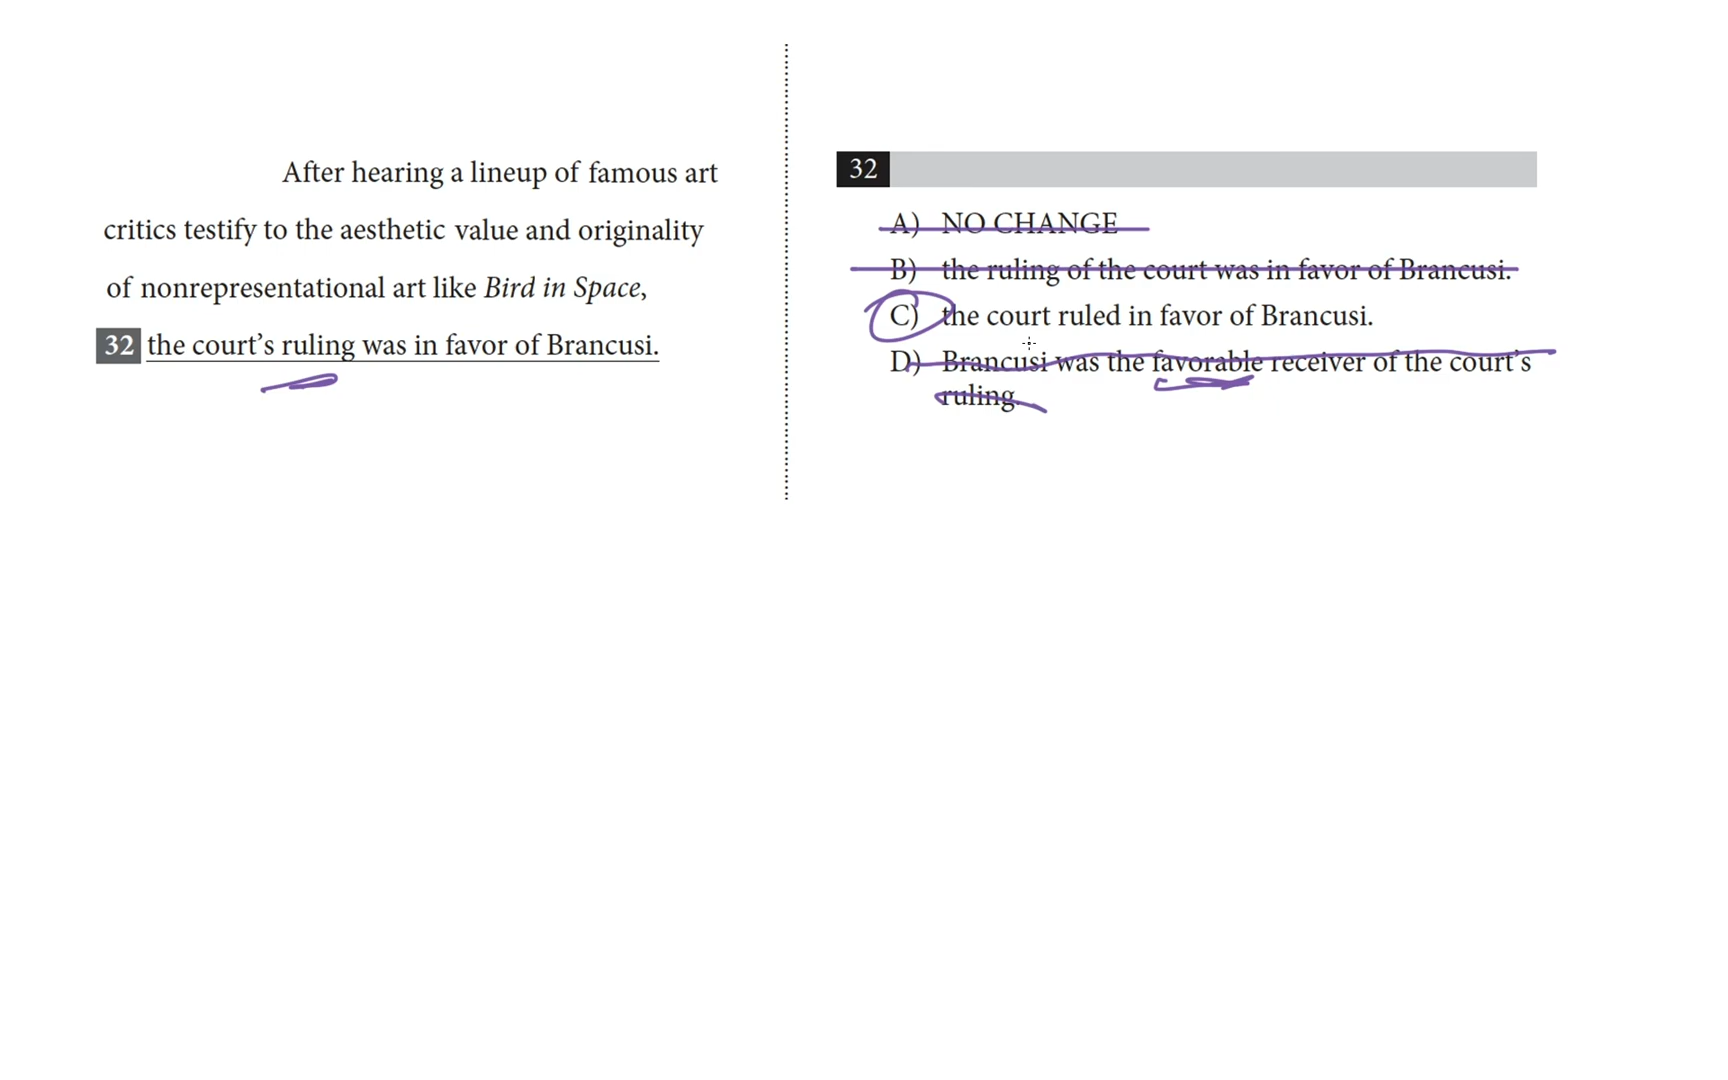 After hearing a lineup of famous art
critics testify to the aesthetic value and originality
of nonrepresentational art like Bird in Space,
32 the court’s ruling was in favor of Brancusi.
32
A) NO CHANGE
B) the ruling of the court was in favor of Brancusi.
C) the court ruled in favor of Brancusi.
D) Brancusi was the favorable receiver of the court’s
ruling.